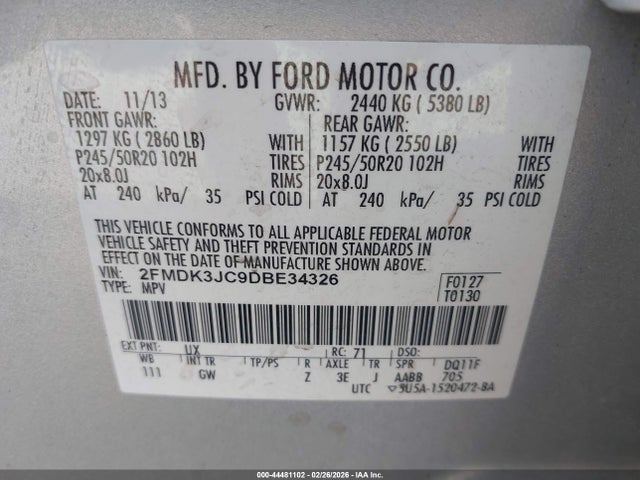 MFD. BY FORD MOTOR CO.
DATE: 11/13 GVWR: 2440 KG ( 5380 LB)
FRONT GAWR: REAR GAWR:
1297 KG ( 2860 LB) WITH 1157 KG ( 2550 LB) WITH
P245/50R20 102H TIRES P245/50R20 102H TIRES
20x8.0J RIMS 20x8.0J RIMS
AT 240 kPa/ 35 PSI COLD AT 240 kPa/ 35 PSI COLD
THIS VEHICLE CONFORMS TO ALL APPLICABLE FEDERAL MOTOR
VEHICLE SAFETY AND THEFT PREVENTION STANDARDS IN
EFFECT ON THE DATE OF MANUFACTURE SHOWN ABOVE.
VIN: 2FMDK3JC9DBE34326 F0127
TYPE: MPV T0130
EXT PNT: UX RC: 71 DSO:
WB INT TR TP/PS R AXLE TR SPR DQ11F
111 GW Z 3E J AABB 705
UTC 9U5A-1520472-BA
000-44481102 - 02/26/2026 - IAA Inc.